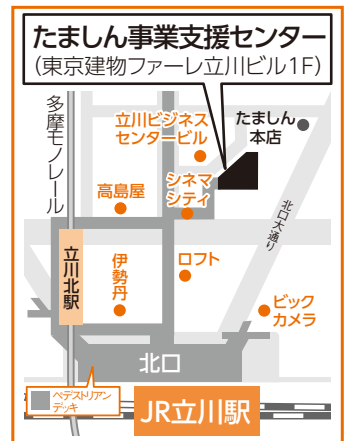 たましん事業支援センター
(東京建物ファーレ立川ビル1F)
多摩モノレール
立川ビジネス
センタービル
たましん
本店
高島屋
シネマ
シティ
北口大通り
立川北駅
伊勢丹
ロフト
ビック
カメラ
北口
ペデストリアン
デッキ
JR立川駅